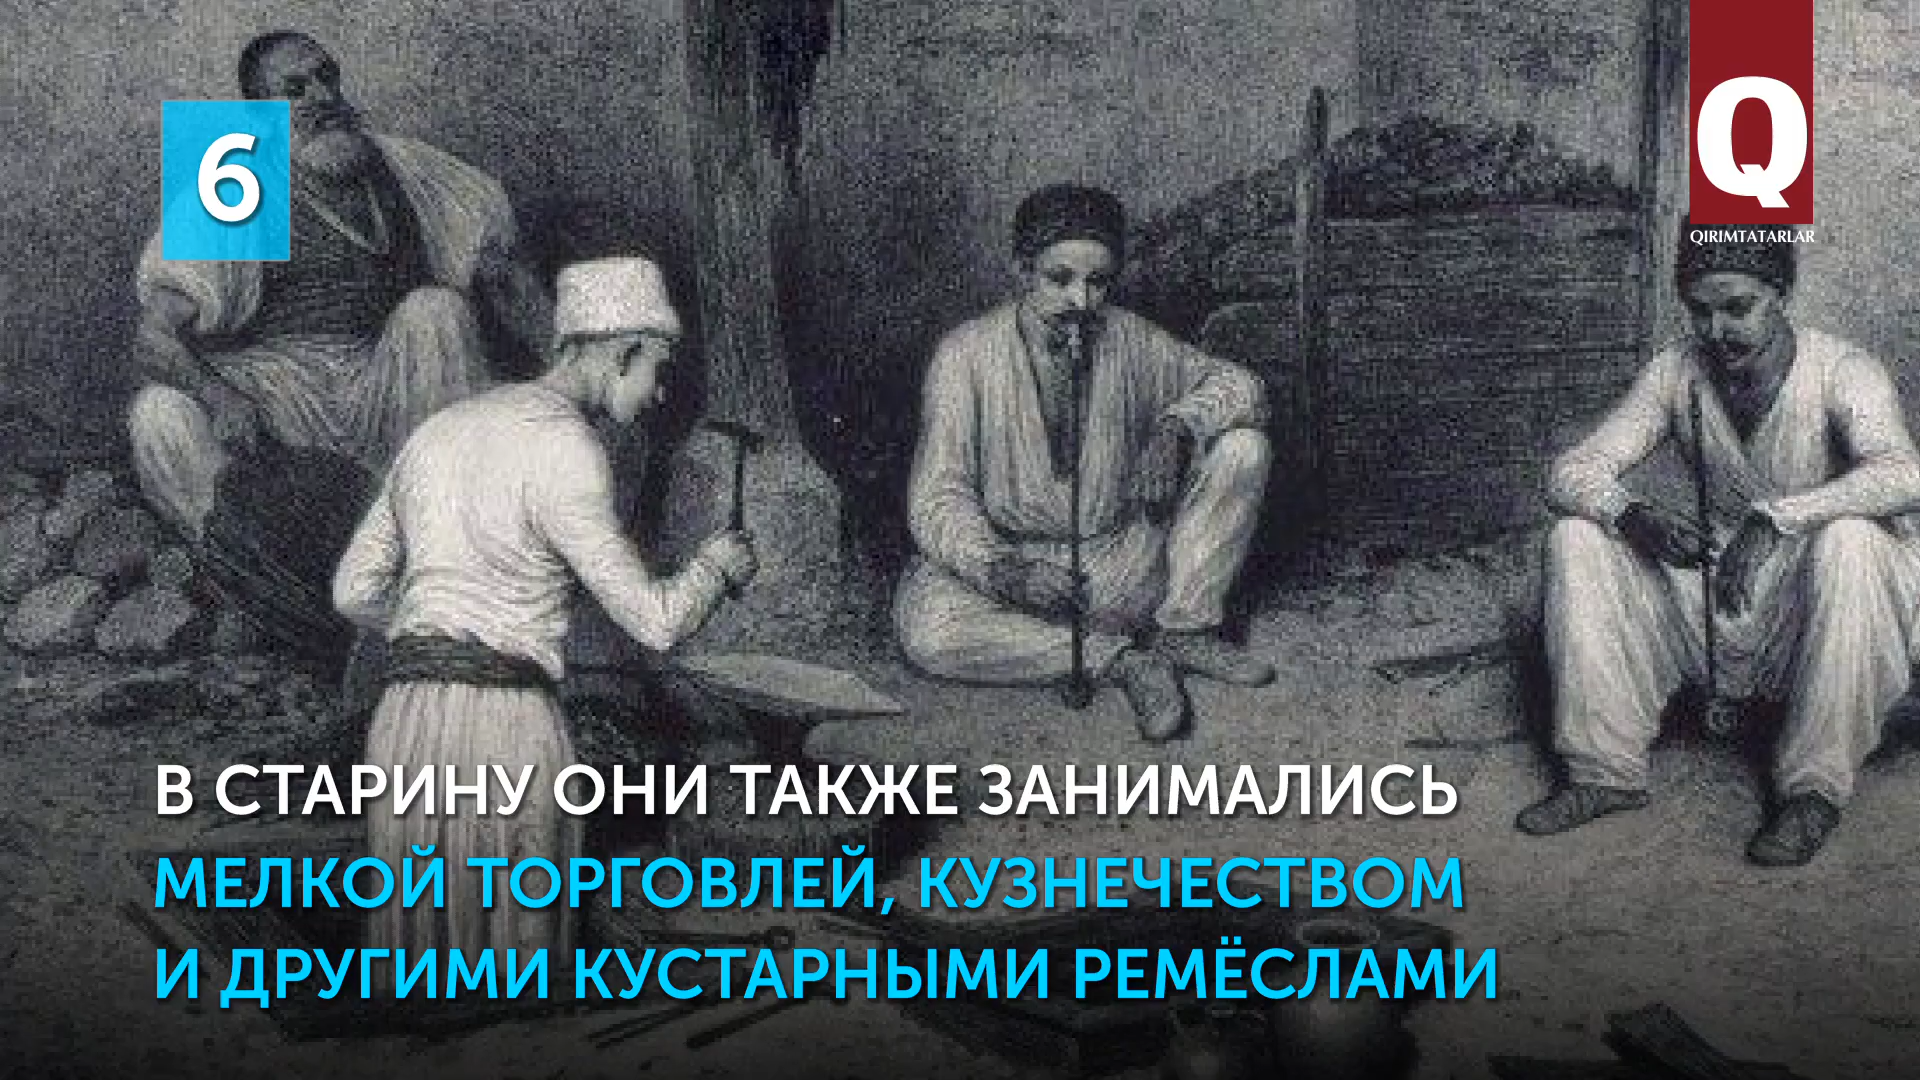 6
Q
QIRIMTATARLAR
В СТАРИНУ ОНИ ТАКЖЕ ЗАНИМАЛИСЬ
МЕЛКОЙ ТОРГОВЛЕЙ, КУЗНЕЧЕСТВОМ
И ДРУГИМИ КУСТАРНЫМИ РЕМЁСЛАМИ